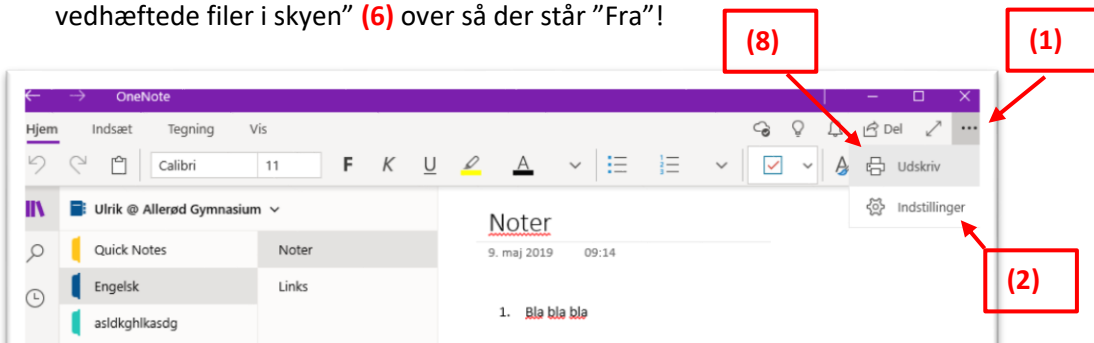 vedhæftede filer i skyen” (6) over så der står ”Fra”!
(8) (1)
OneNote
Hjem Indsæt Tegning Vis Del
Calibri 11 F K U A
Udskriv
Ulrik @ Allerød Gymnasium
Indstillinger
Noter
Quick Notes Noter 9. maj 2019 09:14
(2)
Engelsk Links
1. Bla bla bla
asldkghlkasdg